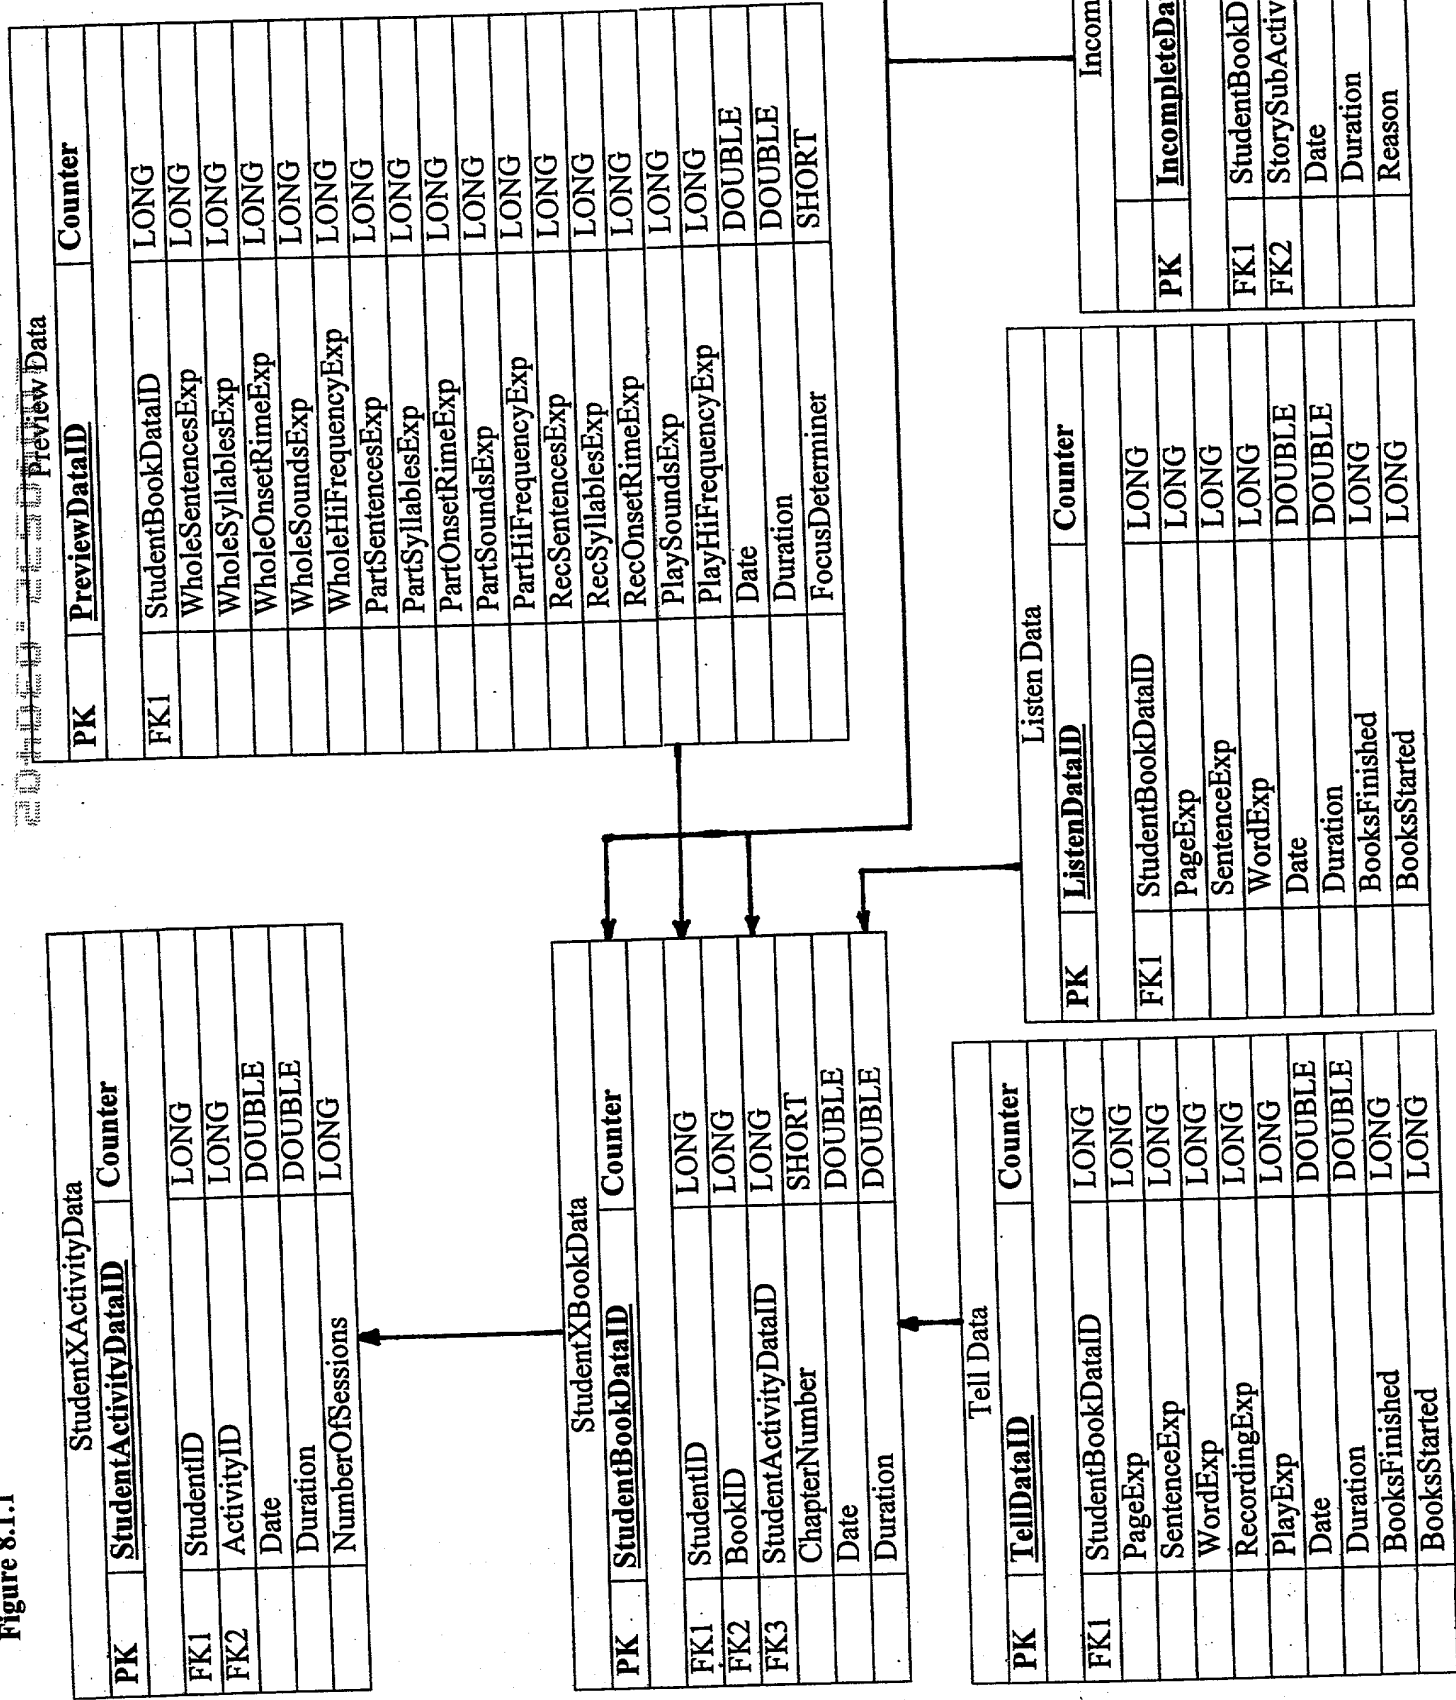 Figure 8.1.1
StudentXActivityData
PK StudentActivityDataID Counter
FK1 StudentID LONG
FK2 ActivityID LONG
Date DOUBLE
Duration DOUBLE
NumberOfSessions LONG
StudentXBookData
PK StudentBookDataID Counter
FK1 StudentID LONG
FK2 BookID LONG
FK3 StudentActivityDataID LONG
ChapterNumber SHORT
Date DOUBLE
Duration DOUBLE
Tell Data
PK TellDataID Counter
FK1 StudentBookDataID LONG
PageExp LONG
SentenceExp LONG
WordExp LONG
RecordingExp LONG
PlayExp LONG
Date DOUBLE
Duration DOUBLE
BooksFinished LONG
BooksStarted LONG
Preview Data
PK PreviewDataID Counter
FK1 StudentBookDataID LONG
WholeSentencesExp LONG
WholeSyllablesExp LONG
WholeOnsetRimeExp LONG
WholeSoundsExp LONG
WholeHiFrequencyExp LONG
PartSentencesExp LONG
PartSyllablesExp LONG
PartOnsetRimeExp LONG
PartSoundsExp LONG
PartHiFrequencyExp LONG
RecSentencesExp LONG
RecSyllablesExp LONG
RecOnsetRimeExp LONG
PlaySoundsExp LONG
PlayHiFrequencyExp LONG
Date DOUBLE
Duration DOUBLE
FocusDeterminer SHORT
Listen Data
PK ListenDataID Counter
FK1 StudentBookDataID LONG
PageExp LONG
SentenceExp LONG
WordExp LONG
Date DOUBLE
Duration DOUBLE
BooksFinished LONG
BooksStarted LONG
Incom
PK IncompleteDa
FK1 StudentBookD
FK2 StorySubActiv
Date
Duration
Reason